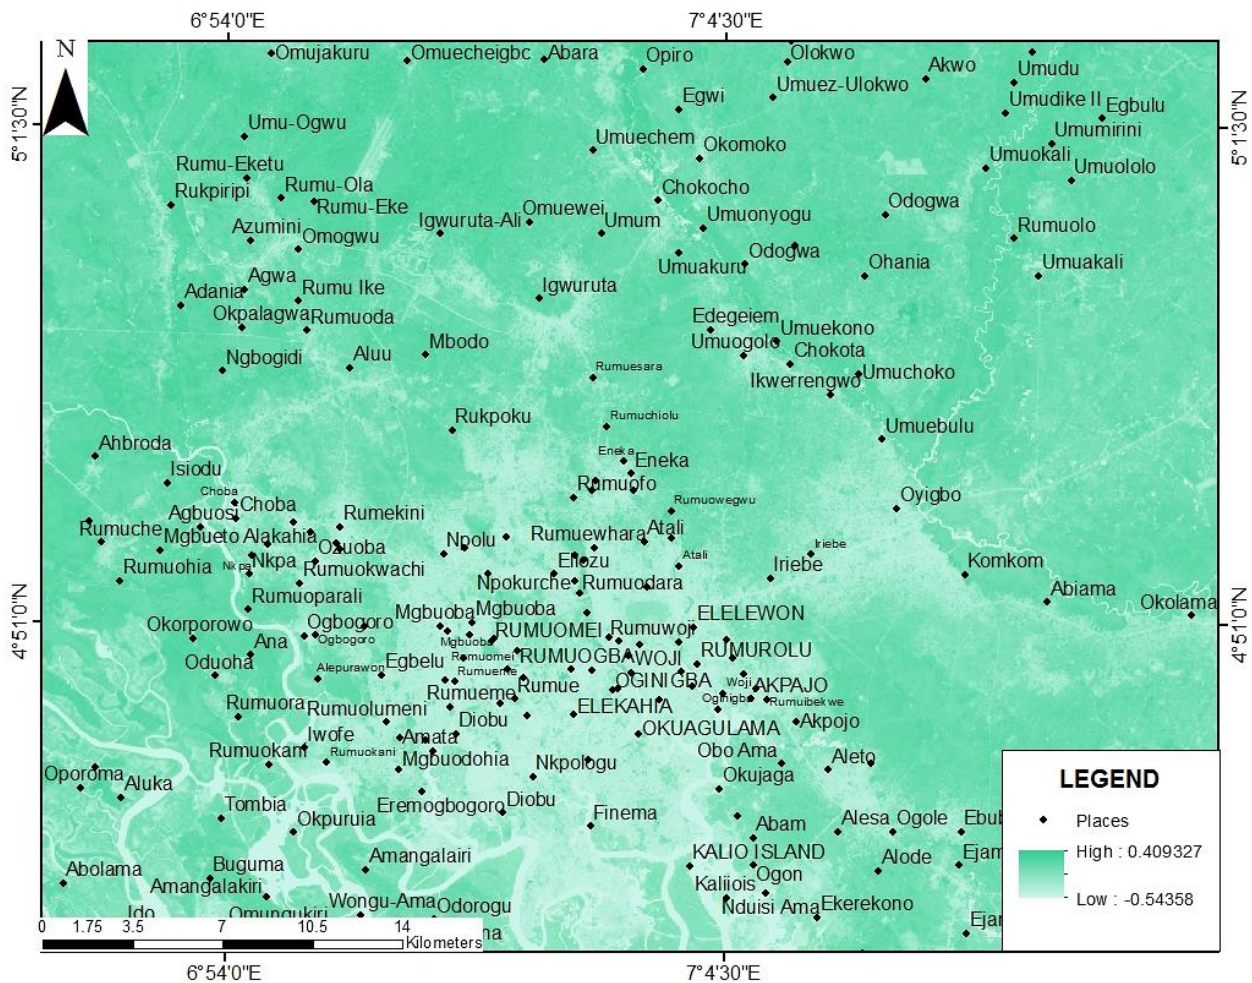 6°54'0"E
7°4'30"E
N
Omujakuru
Omuecheigbc
Abara
Opiro
Olokwo
Akwo
Umudu
Umuez-Ulokwo
Egwi
Umudike II
Egbulu
5°1'30"N
5°1'30"N
Umu-Ogwu
Umuechem
Okomoko
Umumirini
Umuokali
Umuololo
Rumu-Eketu
Rumu-Ola
Rukpiripi
Rumu-Eke
Chokocho
Omuewei
Odogwa
Igwuruta-Ali
Umum
Umuonyogu
Azumini
Omogwu
Rumuolo
Odogwa
Umuakuru
Ohania
Umuakali
Agwa
Adania
Rumu Ike
Igwuruta
Okpalagwa
Rumuoda
Edegeiem
Umuekono
Umuogolo
Chokota
Mbodo
Ngbogidi
Aluu
Rumuesara
Ikwerrengwo
Umuchoko
Rukpoku
Rumuchiolu
Umuebulu
Ahbroda
Eneka
Eneka
Isiodu
Rumuofo
Choba
Choba
Rumuowegwu
Oyigbo
Agbuosi
Rumuche
Rumekini
Rumuewhara
Atali
Mgbueto
Alakahia
Ozuoba
Npolu
Iriebe
Atali
Eliozu
Nkpa
Nkpa
Rumuohia
Rumuokwachi
Npokurche
Rumuodara
Iriebe
Komkom
Abiama
Okolama
Rumuoparali
4°51'0"N
4°51'0"N
Mgbuoba
Mgbuoba
ELELEWON
Okorporowo
Ogbogoro
Ogbogoro
Mgbuoba
RUMUOMEI
Rumuwoji
Ana
Oduoha
Alepurawon
Egbelu
Rumuomei
RUMUOGBA
WOJI
RUMUROLU
Rumueme
Rumueme
Rumue
OGINIGBA
Woji
AKPAJO
Oginigba
Rumuibekwe
Rumuora
Rumuolumeni
ELEKAHIA
Diobu
OKUAGULAMA
Akpojo
Iwofe
Amata
Rumuokani
Rumuokani
Mgbuodohia
Nkpologu
Obo Ama
Aleto
Okujaga
Oporoma
Aluka
Tombia
Eremogbogoro
Diobu
Finema
Okpuruia
Abam
Alesa
Ogole
Ebub
Amangalairi
KALIO ISLAND
Alode
Ejam
Buguma
Abolama
Ogon
Amangalakiri
Kaliois
Nduisi Ama
Ekerekono
Ido
Omungukiri
Wongu-Ama
Odorogu
Ejan
na
0 1.75 3.5 7 10.5 14
Kilometers
LEGEND
Places
High : 0.409327
Low : -0.54358
6°54'0"E
7°4'30"E